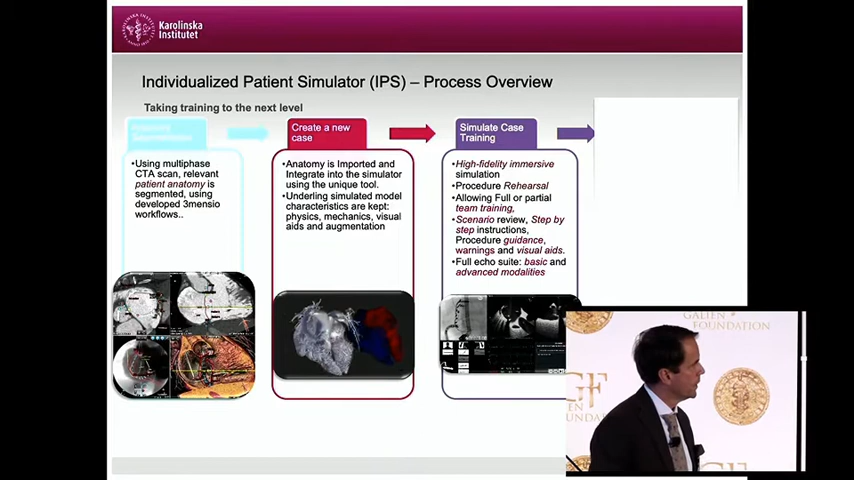 Karolinska
Institutet
Individualized Patient Simulator (IPS) – Process Overview
Taking training to the next level
Create a new
case
Simulate Case
Training
•Using multiphase
CTA scan, relevant
patient anatomy is
segmented, using
developed 3mensio
workflows..
•Anatomy is Imported and
Integrate into the simulator
using the unique tool.
•Underling simulated model
characteristics are kept:
physics, mechanics, visual
aids and augmentation
•High-fidelity immersive
simulation
•Procedure Rehearsal
•Allowing Full or partial
team training,
•Scenario review, Step by
step instructions,
Procedure guidance,
warnings and visual aids.
•Full echo suite: basic and
advanced modalities
GALIEN
FOUNDATION
GF